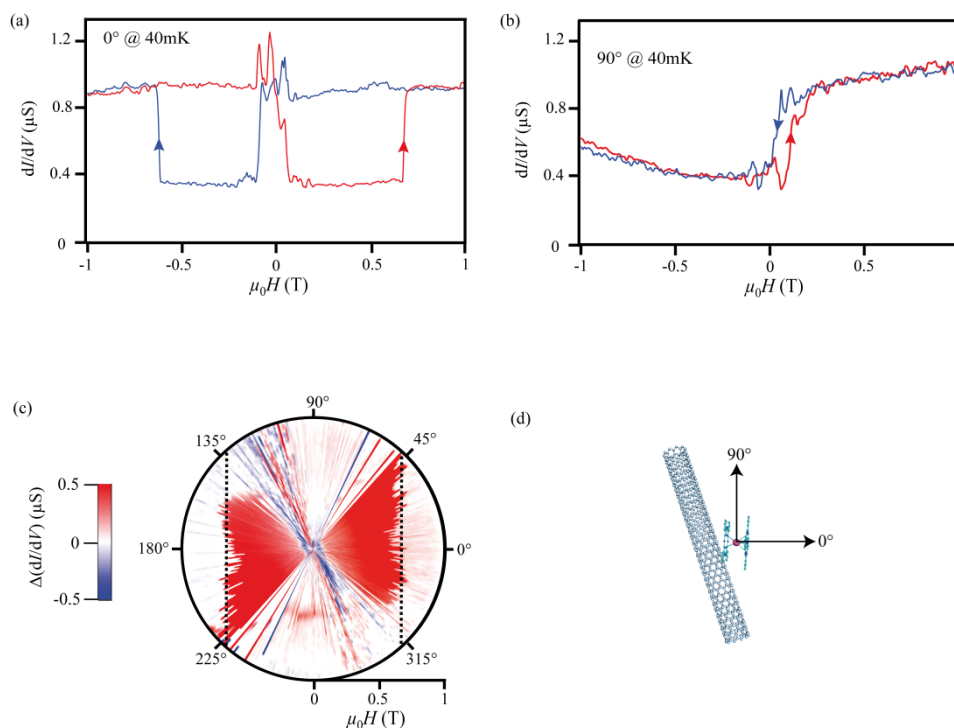 (a)
0° @ 40mK
dI/dV (µS)
1.2
0.8
0.4
0
-1
-0.5
0
0.5
1
µ₀H (T)
(b)
90° @ 40mK
dI/dV (µS)
1.2
0.8
0.4
0
-1
-0.5
0
0.5
1
µ₀H (T)
(c)
90°
135°
45°
180°
0°
225°
315°
Δ(dI/dV) (µS)
0.5
0
-0.5
0
0.5
1
µ₀H (T)
(d)
90°
0°